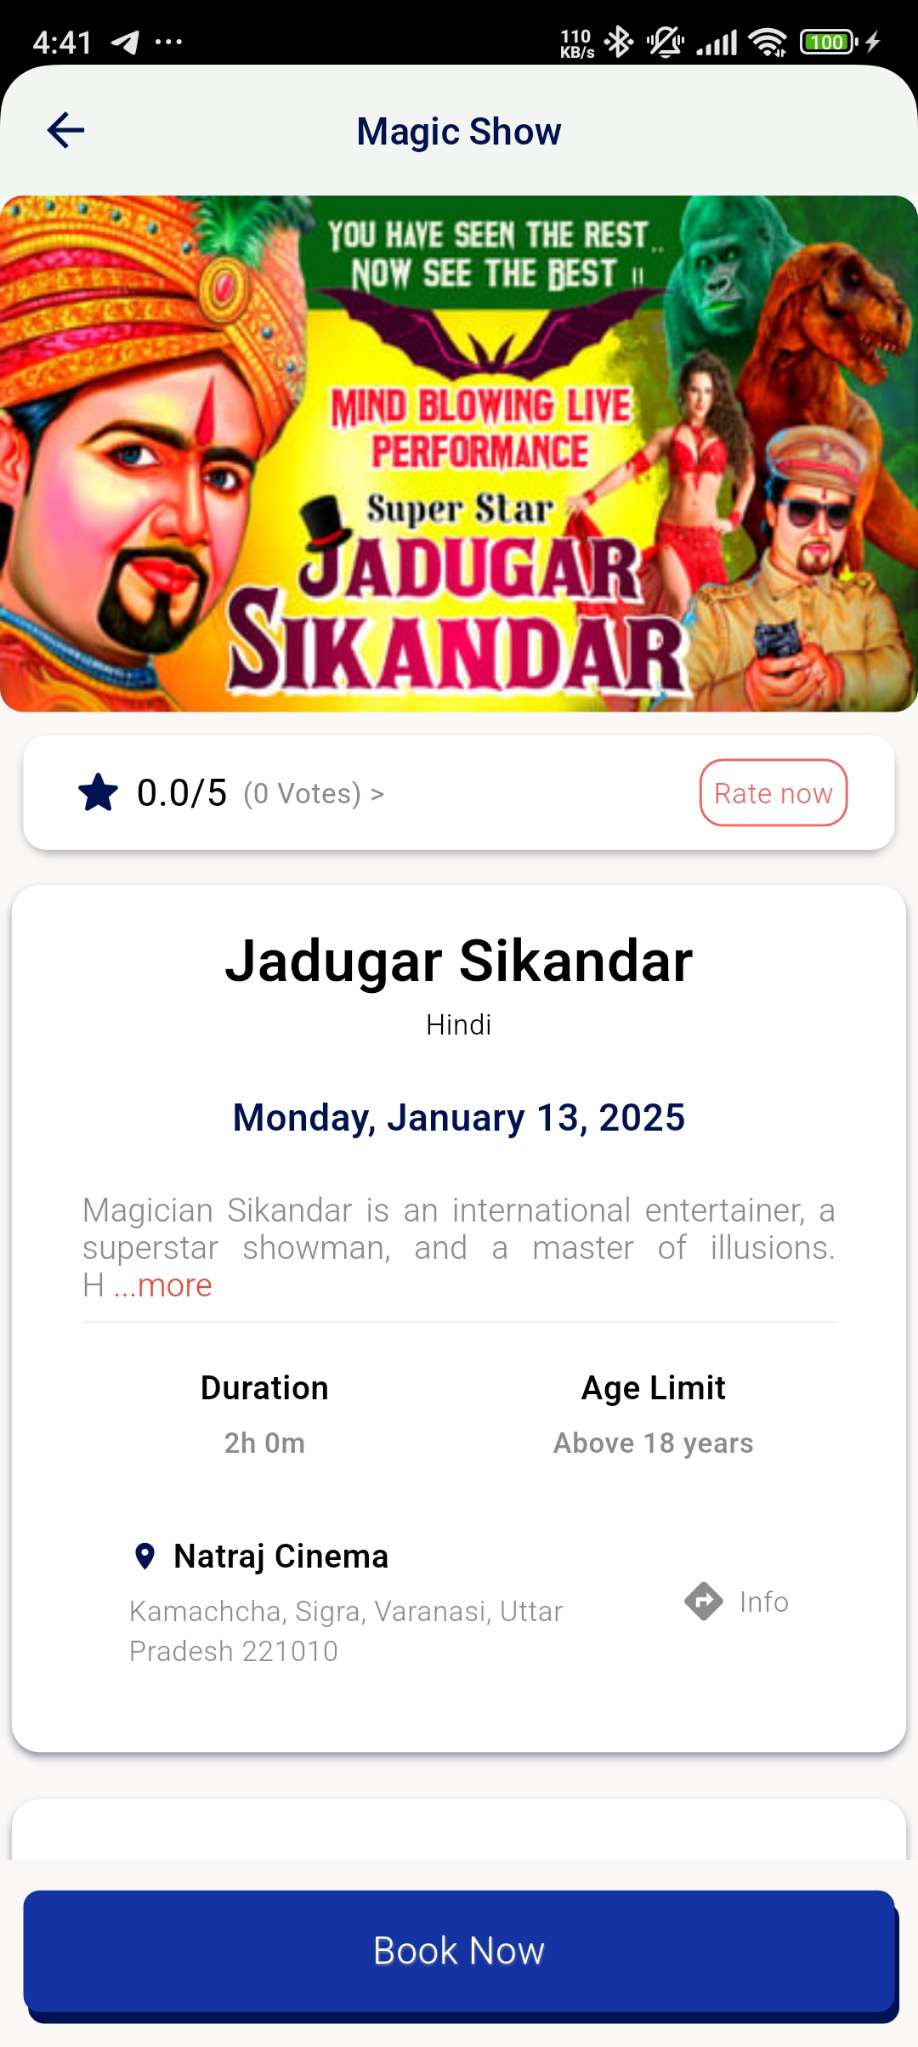 4:41
110
KB/s
100
Magic Show
YOU HAVE SEEN THE REST..
NOW SEE THE BEST !!
MIND BLOWING LIVE
PERFORMANCE
Super Star
JADUGAR
SIKANDAR
0.0/5 (0 Votes) >
Rate now
Jadugar Sikandar
Hindi
Monday, January 13, 2025
Magician Sikandar is an international entertainer, a
superstar showman, and a master of illusions.
H ...more
Duration
2h 0m
Age Limit
Above 18 years
Natraj Cinema
Kamachcha, Sigra, Varanasi, Uttar
Pradesh 221010
Info
Book Now